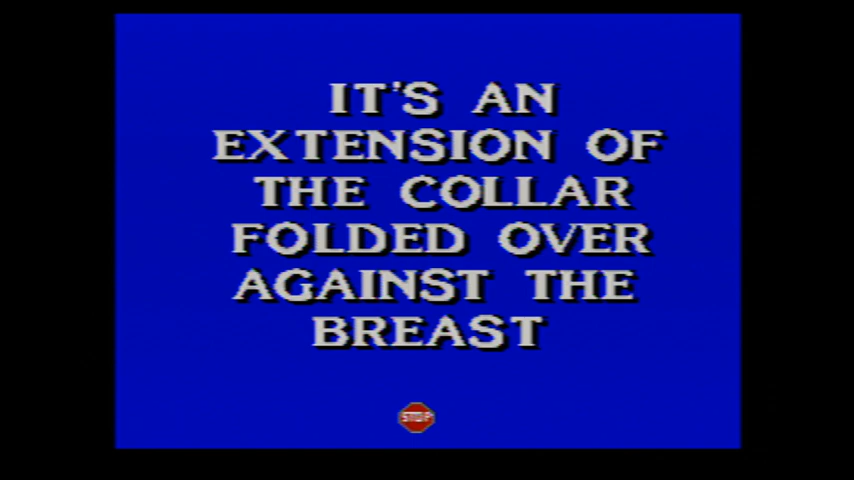 IT'S AN
EXTENSION OF
THE COLLAR
FOLDED OVER
AGAINST THE
BREAST
STOP